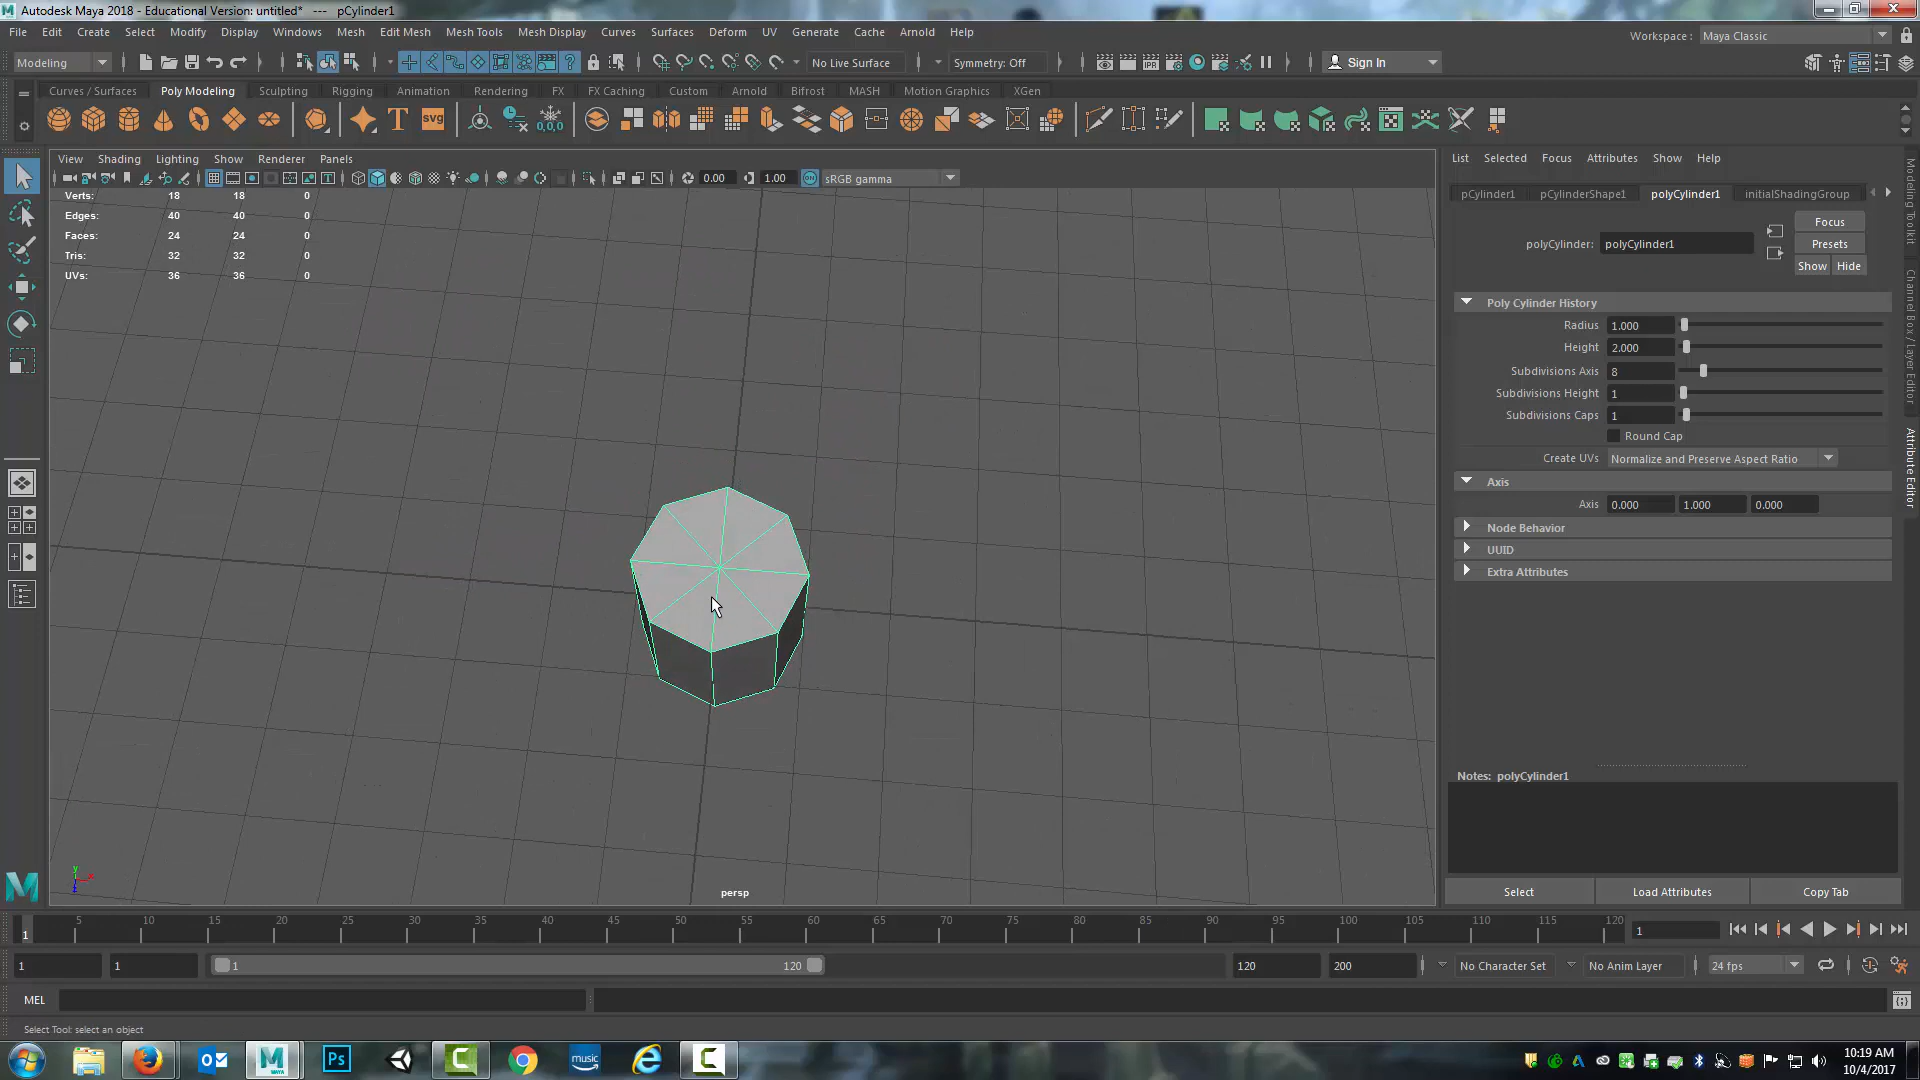 Autodesk Maya 2018 - Educational Version: untitled* --- pCylinder1
File Edit Create Select Modify Display Windows Mesh Edit Mesh Mesh Tools Mesh Display Curves Surfaces Deform UV Generate Cache Arnold Help
Workspace : Maya Classic
Modeling No Live Surface Symmetry: Off Sign In
Curves / Surfaces Poly Modeling Sculpting Rigging Animation Rendering FX FX Caching Custom Arnold Bifrost MASH Motion Graphics XGen
T svg 0,0,0
View Shading Lighting Show Renderer Panels
0.00 1.00 ON sRGB gamma
Verts: 18 18 0
Edges: 40 40 0
Faces: 24 24 0
Tris: 32 32 0
UVs: 36 36 0
persp
List Selected Focus Attributes Show Help
pCylinder1 pCylinderShape1 polyCylinder1 initialShadingGroup
Focus
polyCylinder: polyCylinder1 Presets
Show Hide
Poly Cylinder History
Radius 1.000
Height 2.000
Subdivisions Axis 8
Subdivisions Height 1
Subdivisions Caps 1
Round Cap
Create UVs Normalize and Preserve Aspect Ratio
Axis
Axis 0.000 1.000 0.000
Node Behavior
UUID
Extra Attributes
Notes: polyCylinder1
Select Load Attributes Copy Tab
Modeling Toolkit
Channel Box / Layer Editor
Attribute Editor
5 10 15 20 25 30 35 40 45 50 55 60 65 70 75 80 85 90 95 100 105 110 115 120
1 1
1 1 1 120 120 200 No Character Set No Anim Layer 24 fps
MEL
Select Tool: select an object
Ps music
10:19 AM
10/4/2017